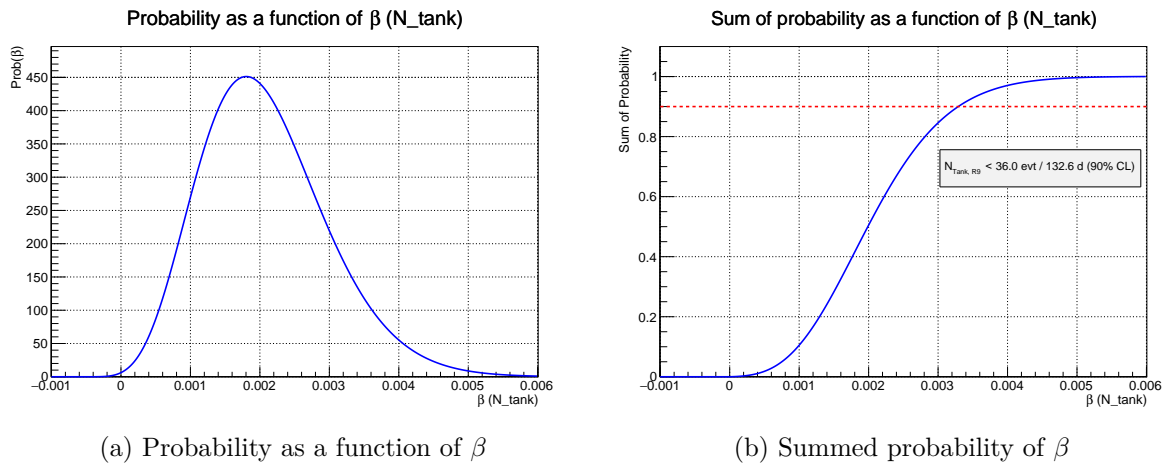 Probability as a function of β (N_tank)
Prob(β)
450
400
350
300
250
200
150
100
50
0
−0.001 0 0.001 0.002 0.003 0.004 0.005 0.006
β (N_tank)
(a) Probability as a function of β
Sum of probability as a function of β (N_tank)
Sum of Probability
1
0.8
0.6
0.4
0.2
0
N_Tank, R9 < 36.0 evt / 132.6 d (90% CL)
−0.001 0 0.001 0.002 0.003 0.004 0.005 0.006
β (N_tank)
(b) Summed probability of β